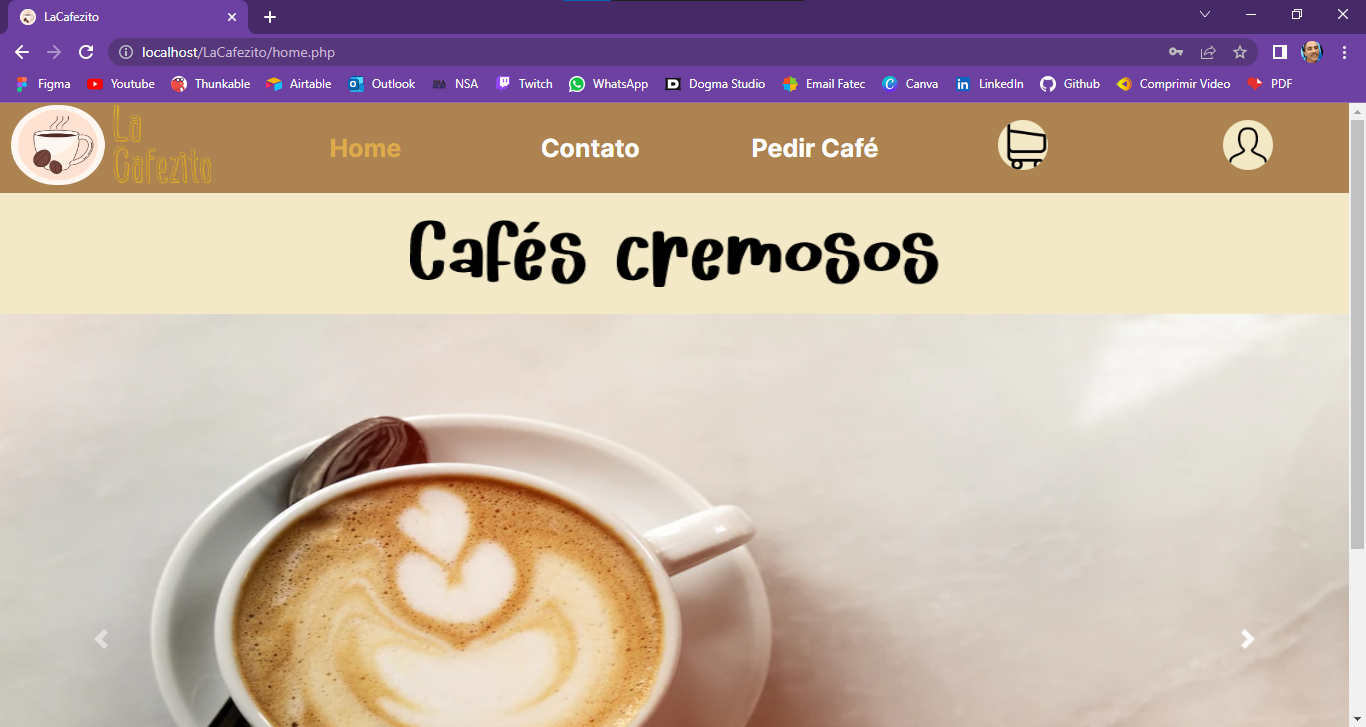 LaCafezito
localhost/LaCafezito/home.php
Figma Youtube Thunkable Airtable Outlook NSA Twitch WhatsApp Dogma Studio Email Fatec Canva LinkedIn Github Comprimir Video PDF
La
Cafezito
Home Contato Pedir Café
Cafés cremosos